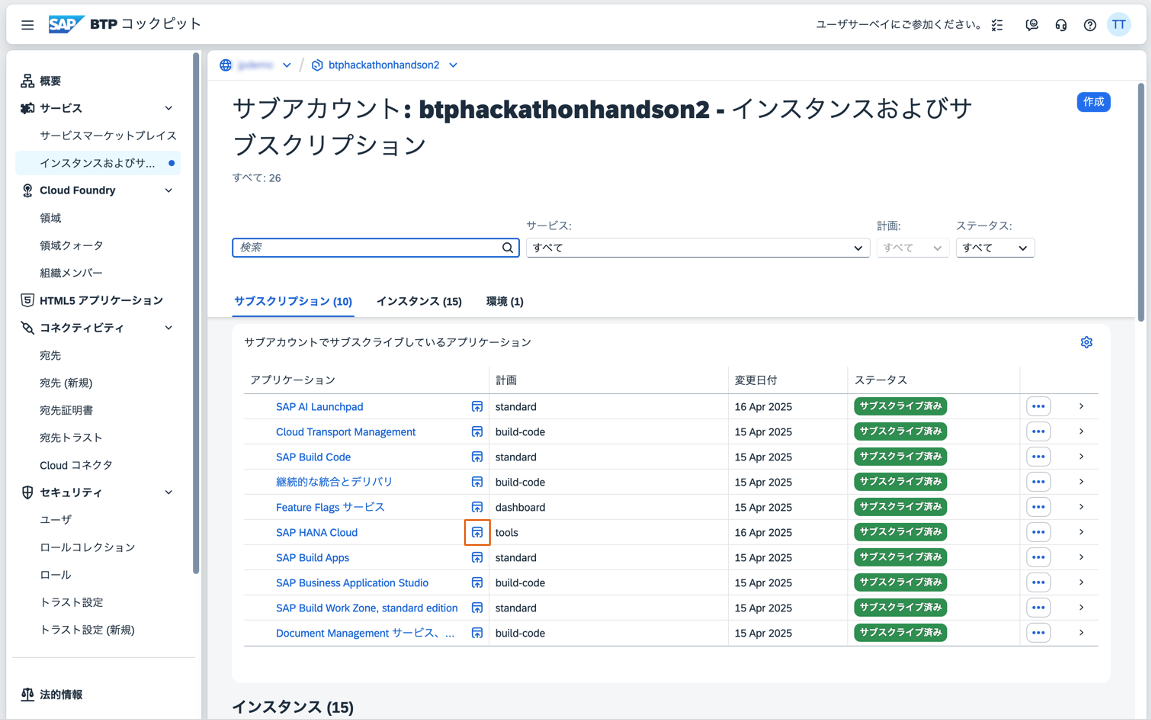 SAP BTP コックピット
ユーザサーベイにご参加ください。
TT
概要
サービス
サービスマーケットプレイス
インスタンスおよびサ...
Cloud Foundry
領域
領域クォータ
組織メンバー
HTML5 アプリケーション
コネクティビティ
宛先
宛先 (新規)
宛先証明書
宛先トラスト
Cloud コネクタ
セキュリティ
ユーザ
ロールコレクション
ロール
トラスト設定
トラスト設定 (新規)
法的情報
/ btphackathonhandson2
サブアカウント: btphackathonhandson2 - インスタンスおよびサ
ブスクリプション
作成
すべて: 26
サービス: 計画: ステータス:
検索 すべて すべて すべて
サブスクリプション (10) インスタンス (15) 環境 (1)
サブアカウントでサブスクライブしているアプリケーション
アプリケーション 計画 変更日付 ステータス
SAP AI Launchpad standard 16 Apr 2025 サブスクライブ済み
Cloud Transport Management build-code 15 Apr 2025 サブスクライブ済み
SAP Build Code standard 15 Apr 2025 サブスクライブ済み
継続的な統合とデリバリ build-code 15 Apr 2025 サブスクライブ済み
Feature Flags サービス dashboard 15 Apr 2025 サブスクライブ済み
SAP HANA Cloud tools 16 Apr 2025 サブスクライブ済み
SAP Build Apps standard 15 Apr 2025 サブスクライブ済み
SAP Business Application Studio build-code 15 Apr 2025 サブスクライブ済み
SAP Build Work Zone, standard edition standard 15 Apr 2025 サブスクライブ済み
Document Management サービス、... build-code 15 Apr 2025 サブスクライブ済み
インスタンス (15)